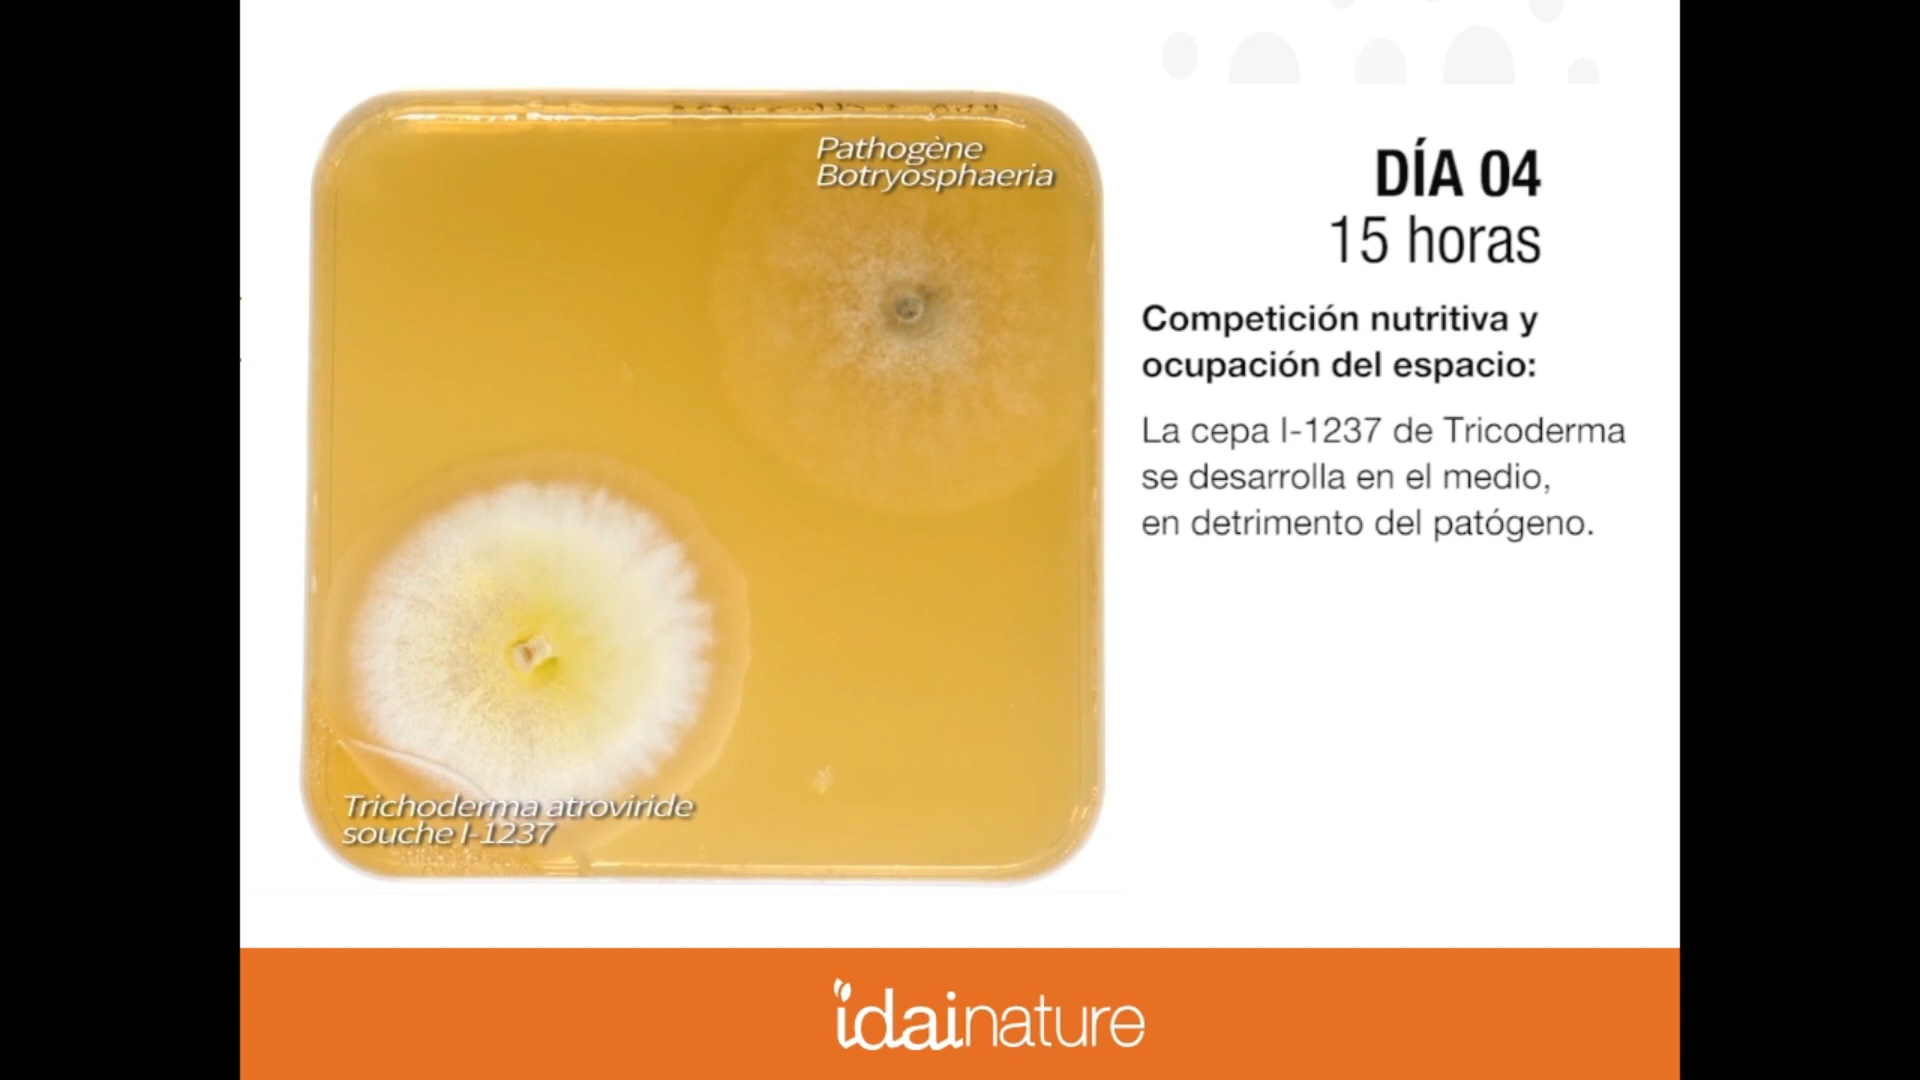 Pathogène
Botryosphaeria
DÍA 04
15 horas
Competición nutritiva y
ocupación del espacio:
La cepa I-1237 de Tricoderma
se desarrolla en el medio,
en detrimento del patógeno.
Trichoderma atroviride
souche I-1237
idainature